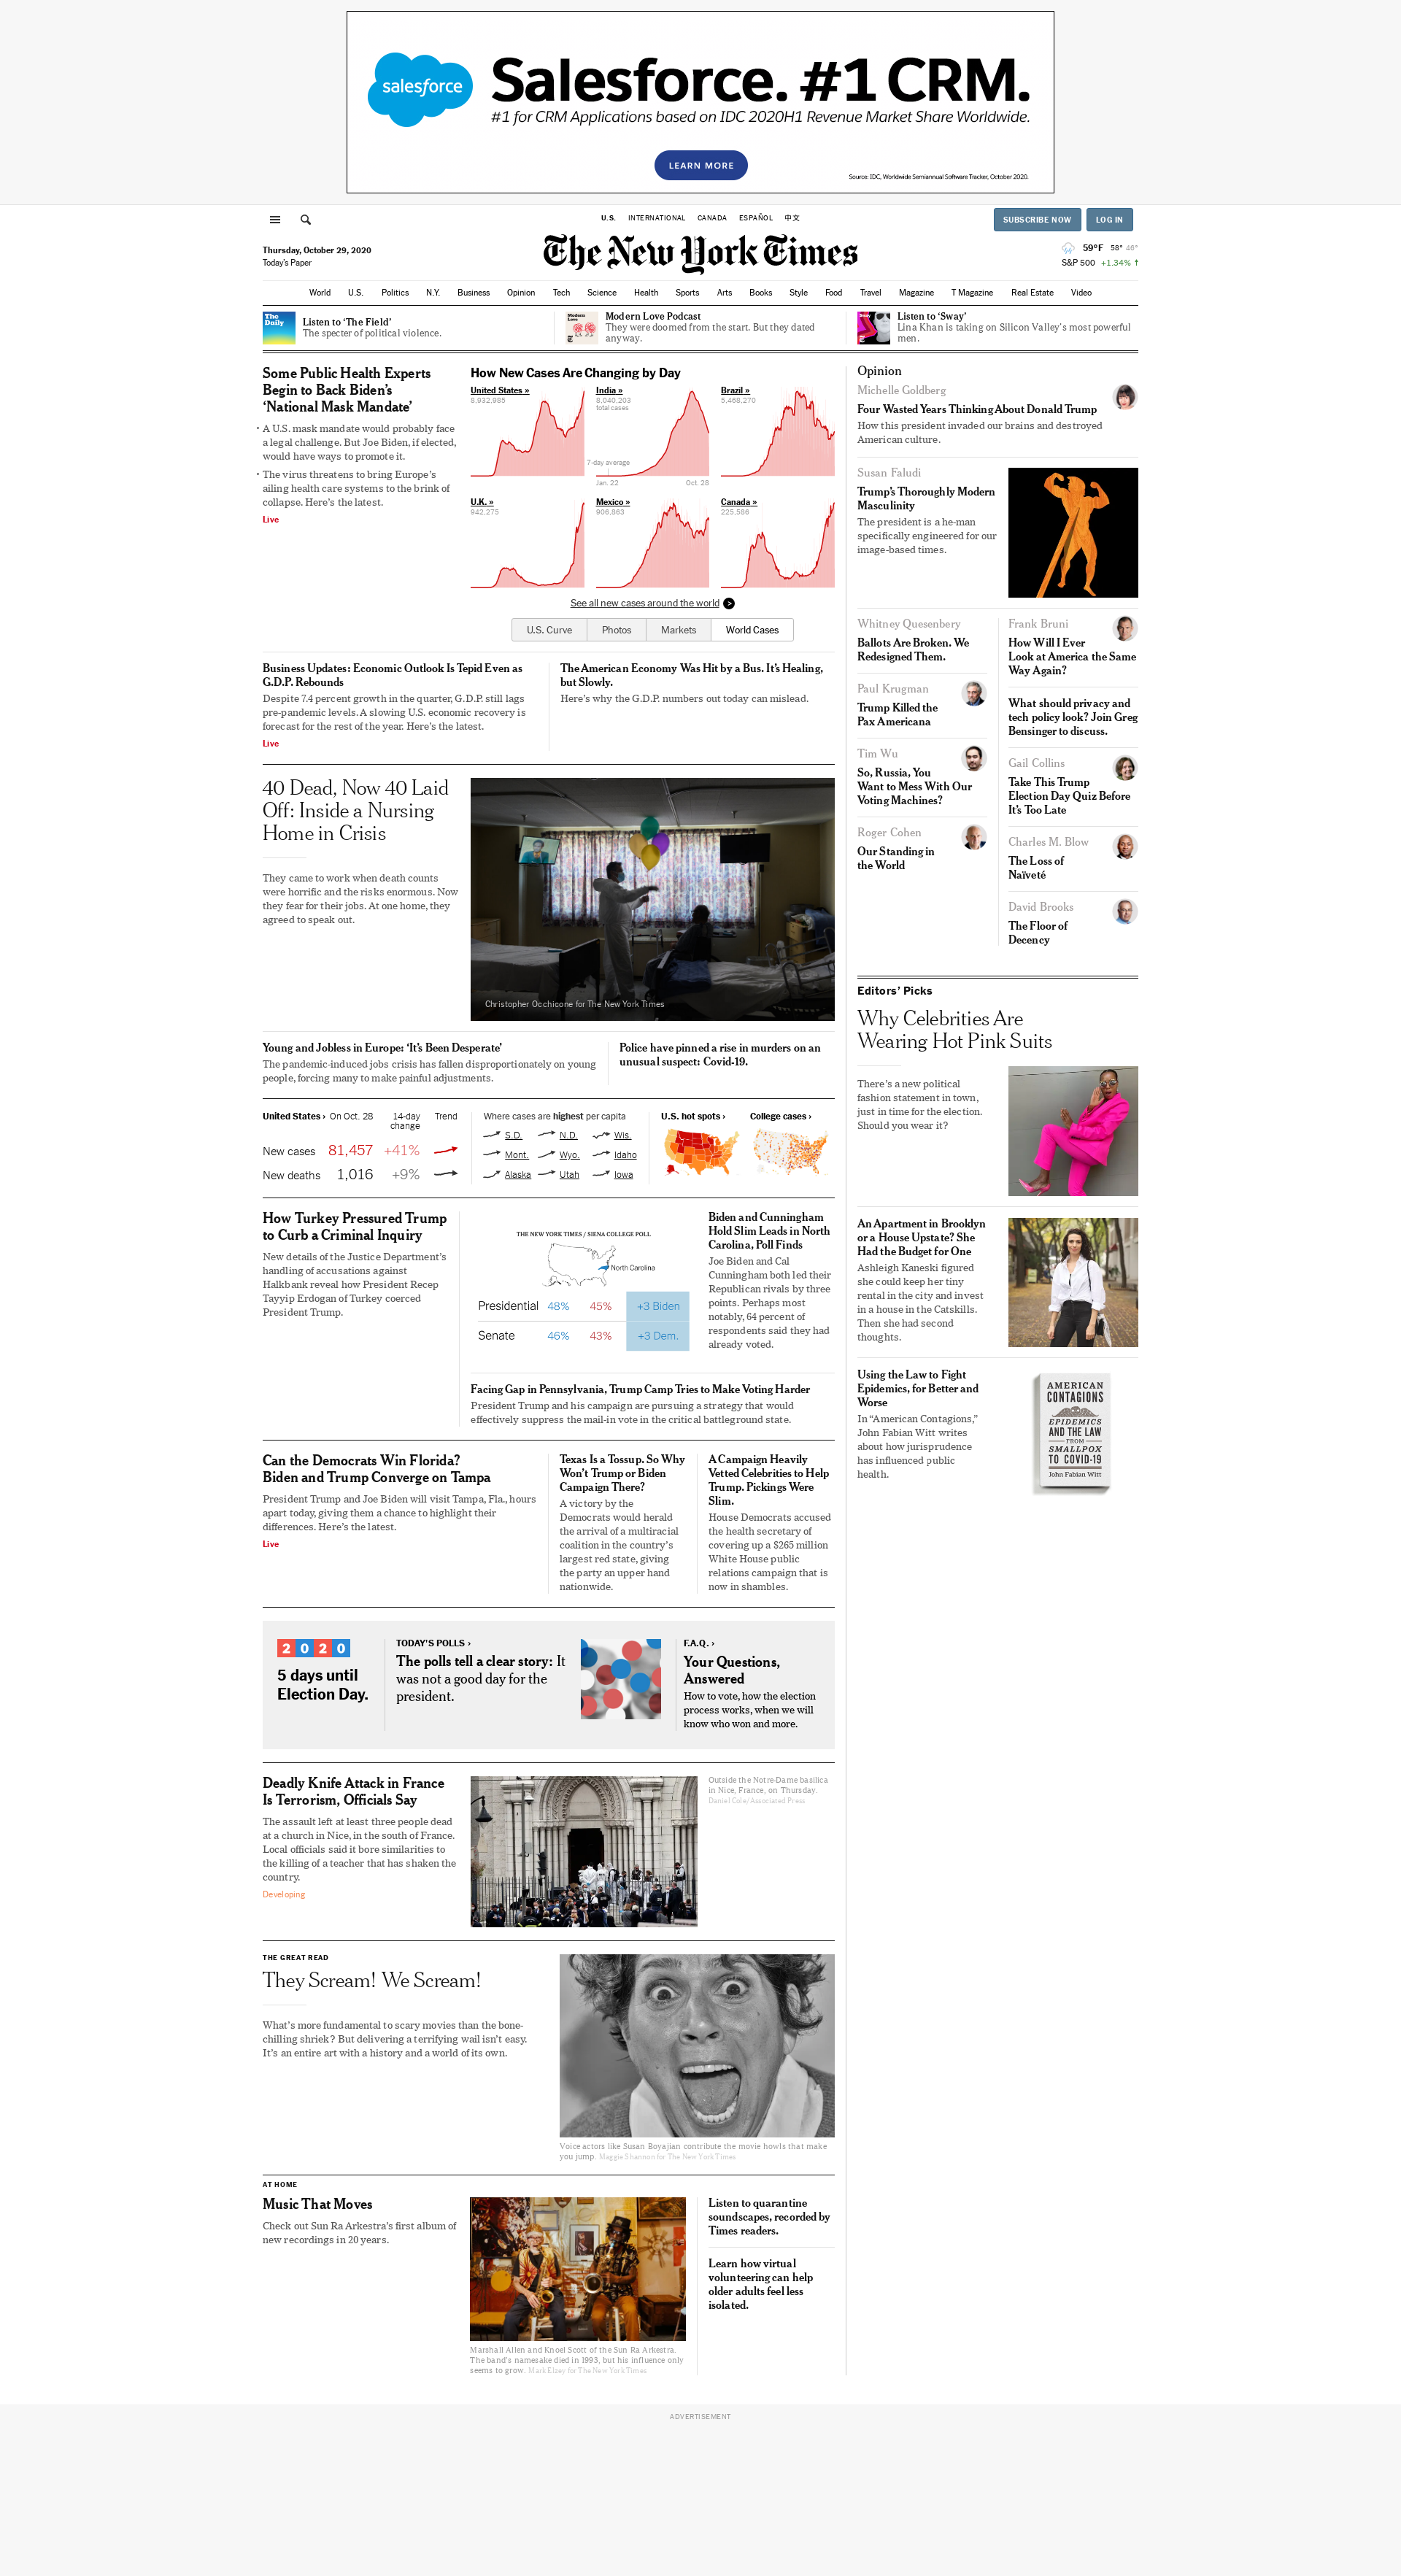 salesforce
Salesforce. #1 CRM.
#1 for CRM Applications based on IDC 2020H1 Revenue Market Share Worldwide.
LEARN MORE
Source: IDC, Worldwide Semiannual Software Tracker, October 2020.
U.S. INTERNATIONAL CANADA ESPAÑOL 中文
SUBSCRIBE NOW LOG IN
Thursday, October 29, 2020
Today's Paper
The New York Times
59°F 58° 46°
S&P 500 +1.34% ↑
World U.S. Politics N.Y. Business Opinion Tech Science Health Sports Arts Books Style Food Travel Magazine T Magazine Real Estate Video
The
Daily
Listen to ‘The Field’
The specter of political violence.
Modern
Love
Modern Love Podcast
They were doomed from the start. But they dated
anyway.
Listen to ‘Sway’
Lina Khan is taking on Silicon Valley’s most powerful
men.
Some Public Health Experts
Begin to Back Biden’s
‘National Mask Mandate’
• A U.S. mask mandate would probably face
a legal challenge. But Joe Biden, if elected,
would have ways to promote it.
• The virus threatens to bring Europe’s
ailing health care systems to the brink of
collapse. Here’s the latest.
Live
How New Cases Are Changing by Day
United States »
8,932,985
India »
8,040,203
total cases
Brazil »
5,468,270
7-day average
Jan. 22 Oct. 28
U.K. »
942,275
Mexico »
906,863
Canada »
225,586
See all new cases around the world
U.S. Curve Photos Markets World Cases
Business Updates: Economic Outlook Is Tepid Even as
G.D.P. Rebounds
Despite 7.4 percent growth in the quarter, G.D.P. still lags
pre-pandemic levels. A slowing U.S. economic recovery is
forecast for the rest of the year. Here’s the latest.
Live
The American Economy Was Hit by a Bus. It’s Healing,
but Slowly.
Here’s why the G.D.P. numbers out today can mislead.
40 Dead, Now 40 Laid
Off: Inside a Nursing
Home in Crisis
They came to work when death counts
were horrific and the risks enormous. Now
they fear for their jobs. At one home, they
agreed to speak out.
Christopher Occhicone for The New York Times
Young and Jobless in Europe: ‘It’s Been Desperate’
The pandemic-induced jobs crisis has fallen disproportionately on young
people, forcing many to make painful adjustments.
Police have pinned a rise in murders on an
unusual suspect: Covid-19.
United States › On Oct. 28 14-day
change Trend
New cases 81,457 +41%
New deaths 1,016 +9%
Where cases are highest per capita
S.D. N.D. Wis.
Mont. Wyo. Idaho
Alaska Utah Iowa
U.S. hot spots › College cases ›
How Turkey Pressured Trump
to Curb a Criminal Inquiry
New details of the Justice Department’s
handling of accusations against
Halkbank reveal how President Recep
Tayyip Erdogan of Turkey coerced
President Trump.
THE NEW YORK TIMES / SIENA COLLEGE POLL
North Carolina
Presidential 48% 45% +3 Biden
Senate 46% 43% +3 Dem.
Biden and Cunningham
Hold Slim Leads in North
Carolina, Poll Finds
Joe Biden and Cal
Cunningham both led their
Republican rivals by three
points. Perhaps most
notably, 64 percent of
respondents said they had
already voted.
Facing Gap in Pennsylvania, Trump Camp Tries to Make Voting Harder
President Trump and his campaign are pursuing a strategy that would
effectively suppress the mail-in vote in the critical battleground state.
Can the Democrats Win Florida?
Biden and Trump Converge on Tampa
President Trump and Joe Biden will visit Tampa, Fla., hours
apart today, giving them a chance to highlight their
differences. Here’s the latest.
Live
Texas Is a Tossup. So Why
Won’t Trump or Biden
Campaign There?
A victory by the
Democrats would herald
the arrival of a multiracial
coalition in the country’s
largest red state, giving
the party an upper hand
nationwide.
A Campaign Heavily
Vetted Celebrities to Help
Trump. Pickings Were
Slim.
House Democrats accused
the health secretary of
covering up a $265 million
White House public
relations campaign that is
now in shambles.
2020
5 days until
Election Day.
TODAY’S POLLS ›
The polls tell a clear story: It
was not a good day for the
president.
F.A.Q. ›
Your Questions,
Answered
How to vote, how the election
process works, when we will
know who won and more.
Deadly Knife Attack in France
Is Terrorism, Officials Say
The assault left at least three people dead
at a church in Nice, in the south of France.
Local officials said it bore similarities to
the killing of a teacher that has shaken the
country.
Developing
Outside the Notre-Dame basilica
in Nice, France, on Thursday.
Daniel Cole/Associated Press
THE GREAT READ
They Scream! We Scream!
What’s more fundamental to scary movies than the bone-
chilling shriek? But delivering a terrifying wail isn’t easy.
It’s an entire art with a history and a world of its own.
Voice actors like Susan Boyajian contribute the movie howls that make
you jump. Maggie Shannon for The New York Times
AT HOME
Music That Moves
Check out Sun Ra Arkestra’s first album of
new recordings in 20 years.
Marshall Allen and Knoel Scott of the Sun Ra Arkestra.
The band’s namesake died in 1993, but his influence only
seems to grow. Mark Elzey for The New York Times
Listen to quarantine
soundscapes, recorded by
Times readers.
Learn how virtual
volunteering can help
older adults feel less
isolated.
Opinion
Michelle Goldberg
Four Wasted Years Thinking About Donald Trump
How this president invaded our brains and destroyed
American culture.
Susan Faludi
Trump’s Thoroughly Modern
Masculinity
The president is a he-man
specifically engineered for our
image-based times.
Whitney Quesenbery
Ballots Are Broken. We
Redesigned Them.
Paul Krugman
Trump Killed the
Pax Americana
Tim Wu
So, Russia, You
Want to Mess With Our
Voting Machines?
Roger Cohen
Our Standing in
the World
Frank Bruni
How Will I Ever
Look at America the Same
Way Again?
What should privacy and
tech policy look? Join Greg
Bensinger to discuss.
Gail Collins
Take This Trump
Election Day Quiz Before
It’s Too Late
Charles M. Blow
The Loss of
Naïveté
David Brooks
The Floor of
Decency
Editors’ Picks
Why Celebrities Are
Wearing Hot Pink Suits
There’s a new political
fashion statement in town,
just in time for the election.
Should you wear it?
An Apartment in Brooklyn
or a House Upstate? She
Had the Budget for One
Ashleigh Kaneski figured
she could keep her tiny
rental in the city and invest
in a house in the Catskills.
Then she had second
thoughts.
Using the Law to Fight
Epidemics, for Better and
Worse
In “American Contagions,”
John Fabian Witt writes
about how jurisprudence
has influenced public
health.
AMERICAN
CONTAGIONS
EPIDEMICS
AND THE LAW
FROM
SMALLPOX
TO COVID-19
John Fabian Witt
ADVERTISEMENT